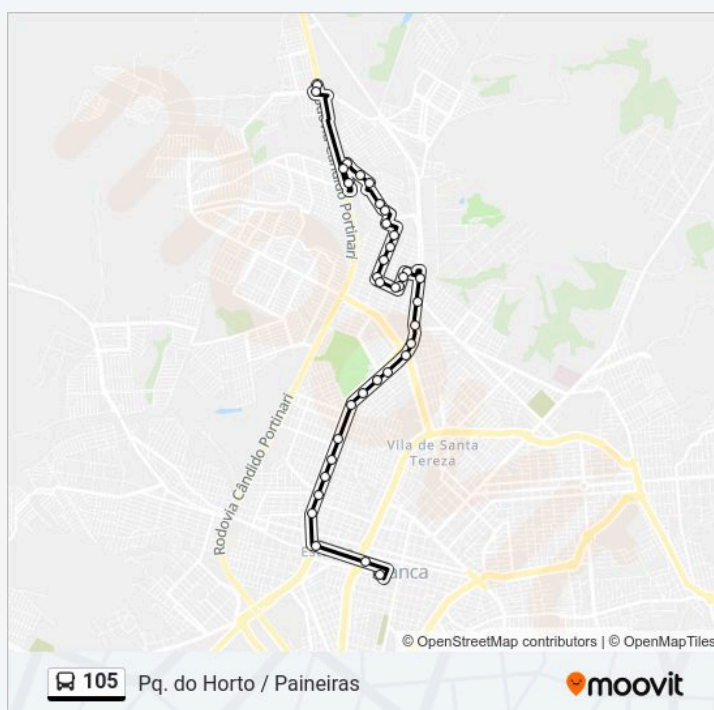 Rodovia Cândido Portinari
Vila de Santa
Tereza
Rodovia Cândido Portinari
© OpenStreetMap contributors | © OpenMapTiles
105 Pq. do Horto / Paineiras
moovit